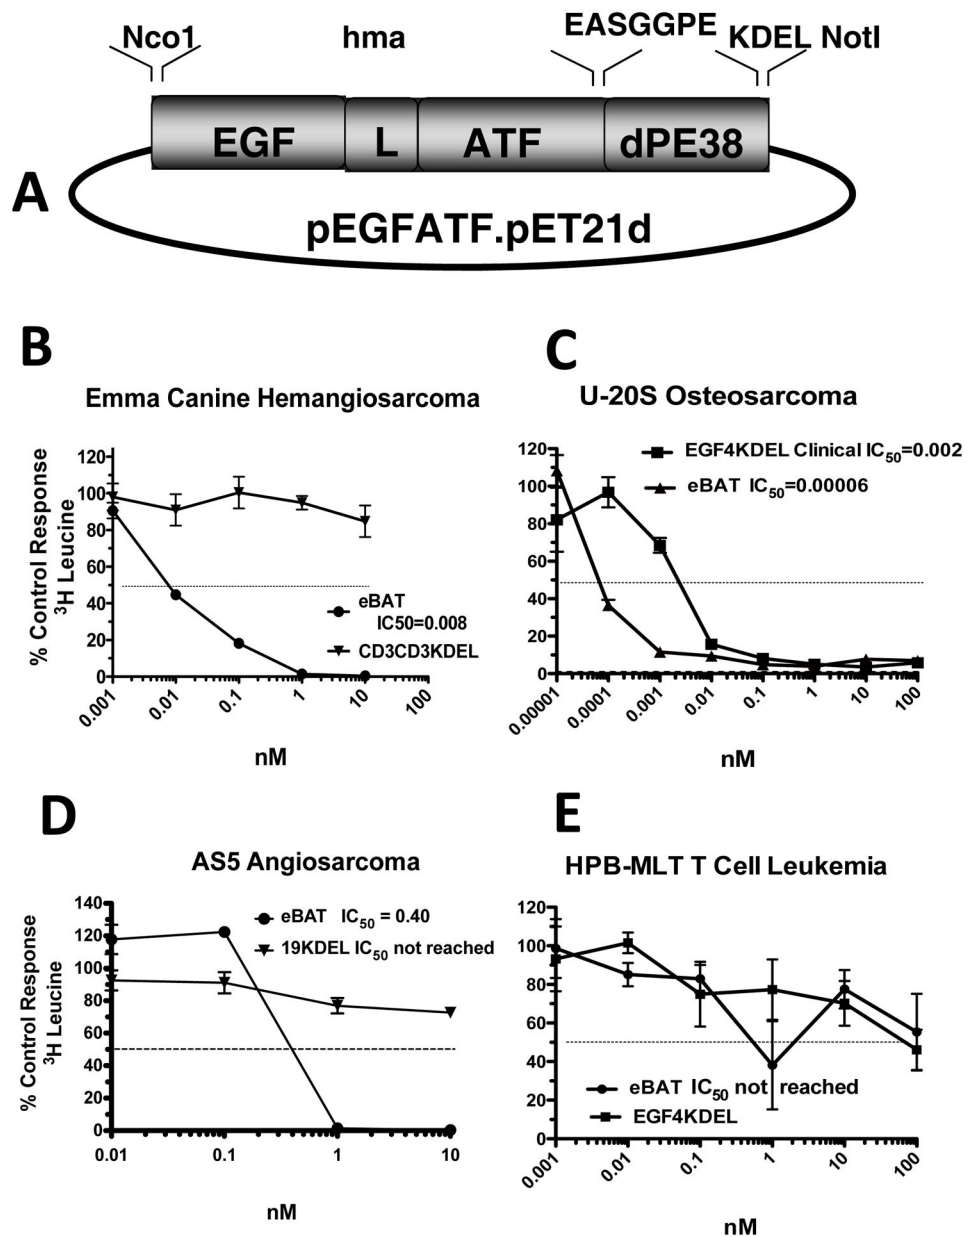 Nco1 hma EASGGPE KDEL NotI
EGF L ATF dPE38
A
pEGFATF.pET21d
B
Emma Canine Hemangiosarcoma
% Control Response
³H Leucine
120
100
80
60
40
20
0
eBAT
IC50=0.008
CD3CD3KDEL
0.001 0.01 0.1 1 10 100
nM
C
U-20S Osteosarcoma
EGF4KDEL Clinical IC₅₀=0.002
eBAT IC₅₀=0.00006
120
100
80
60
40
20
0
0.00001 0.0001 0.001 0.01 0.1 1 10 100
nM
D
AS5 Angiosarcoma
% Control Response
³H Leucine
140
120
100
80
60
40
20
0
eBAT IC₅₀ = 0.40
19KDEL IC₅₀ not reached
0.01 0.1 1 10
nM
E
HPB-MLT T Cell Leukemia
120
100
80
60
40
20
0
eBAT IC₅₀ not reached
EGF4KDEL
0.001 0.01 0.1 1 10 100
nM